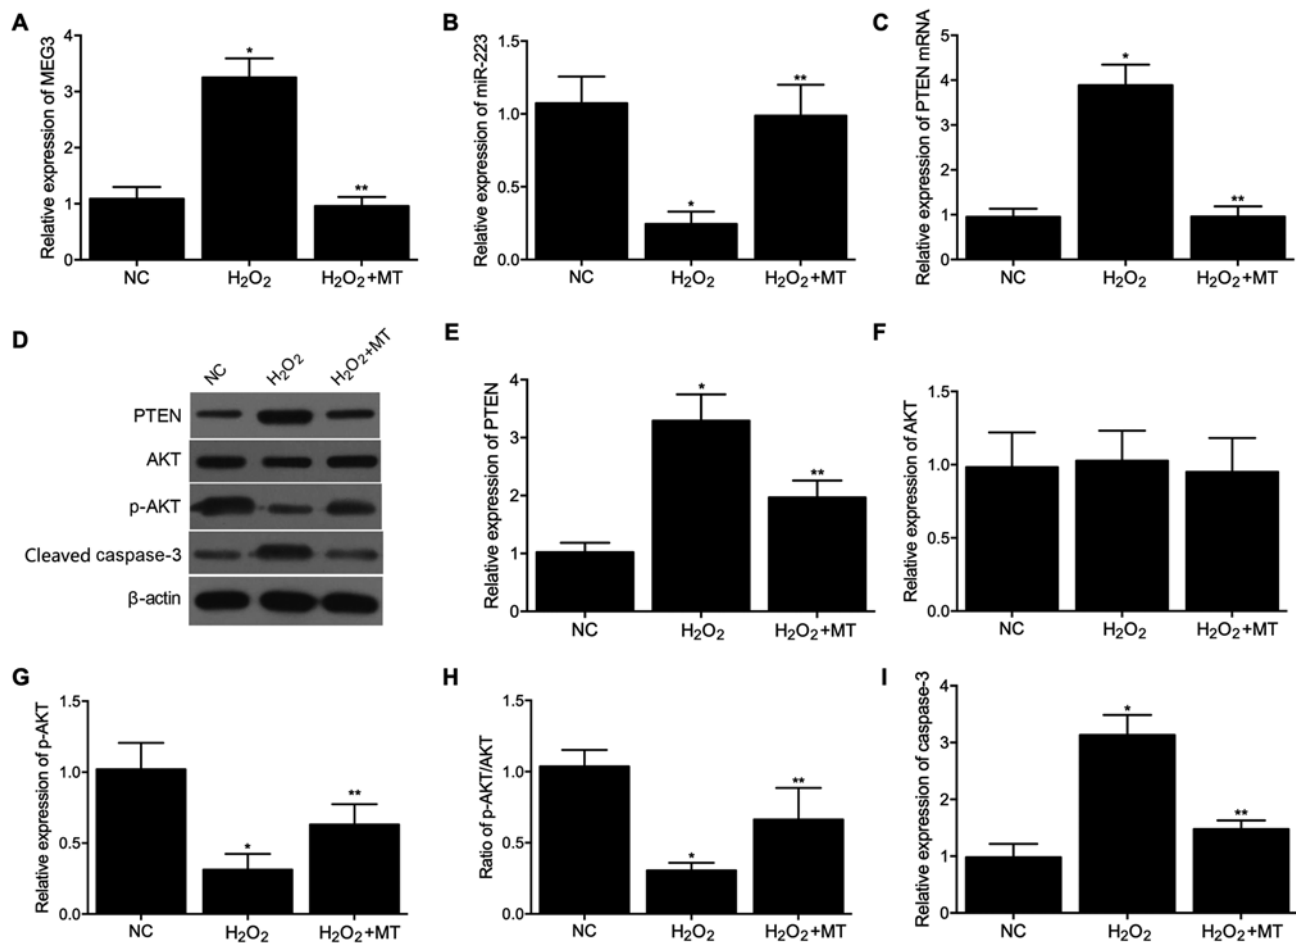 A
Relative expression of MEG3
4
3
2
1
0
*
**
NC
H₂O₂
H₂O₂+MT
B
Relative expression of miR-223
1.5
1.0
0.5
0.0
*
**
NC
H₂O₂
H₂O₂+MT
C
Relative expression of PTEN mRNA
5
4
3
2
1
0
*
**
NC
H₂O₂
H₂O₂+MT
D
NC
H₂O₂
H₂O₂+MT
PTEN
AKT
p-AKT
Cleaved caspase-3
β-actin
E
Relative expression of PTEN
4
3
2
1
0
*
**
NC
H₂O₂
H₂O₂+MT
F
Relative expression of AKT
1.5
1.0
0.5
0.0
NC
H₂O₂
H₂O₂+MT
G
Relative expression of p-AKT
1.5
1.0
0.5
0.0
*
**
NC
H₂O₂
H₂O₂+MT
H
Ratio of p-AKT/AKT
1.5
1.0
0.5
0.0
*
**
NC
H₂O₂
H₂O₂+MT
I
Relative expression of caspase-3
4
3
2
1
0
*
**
NC
H₂O₂
H₂O₂+MT